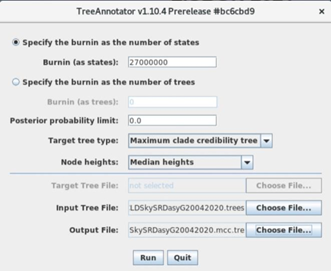 TreeAnnotator v1.10.4 Prerelease #bc6cbd9
Specify the burnin as the number of states
Burnin (as states): 27000000
Specify the burnin as the number of trees
Burnin (as trees): 0
Posterior probability limit: 0.0
Target tree type: Maximum clade credibility tree
Node heights: Median heights
Target Tree File: not selected Choose File...
Input Tree File: LDSkySRDasyG20042020.trees Choose File...
Output File: SkySRDasyG20042020.mcc.tre Choose File...
Run Quit